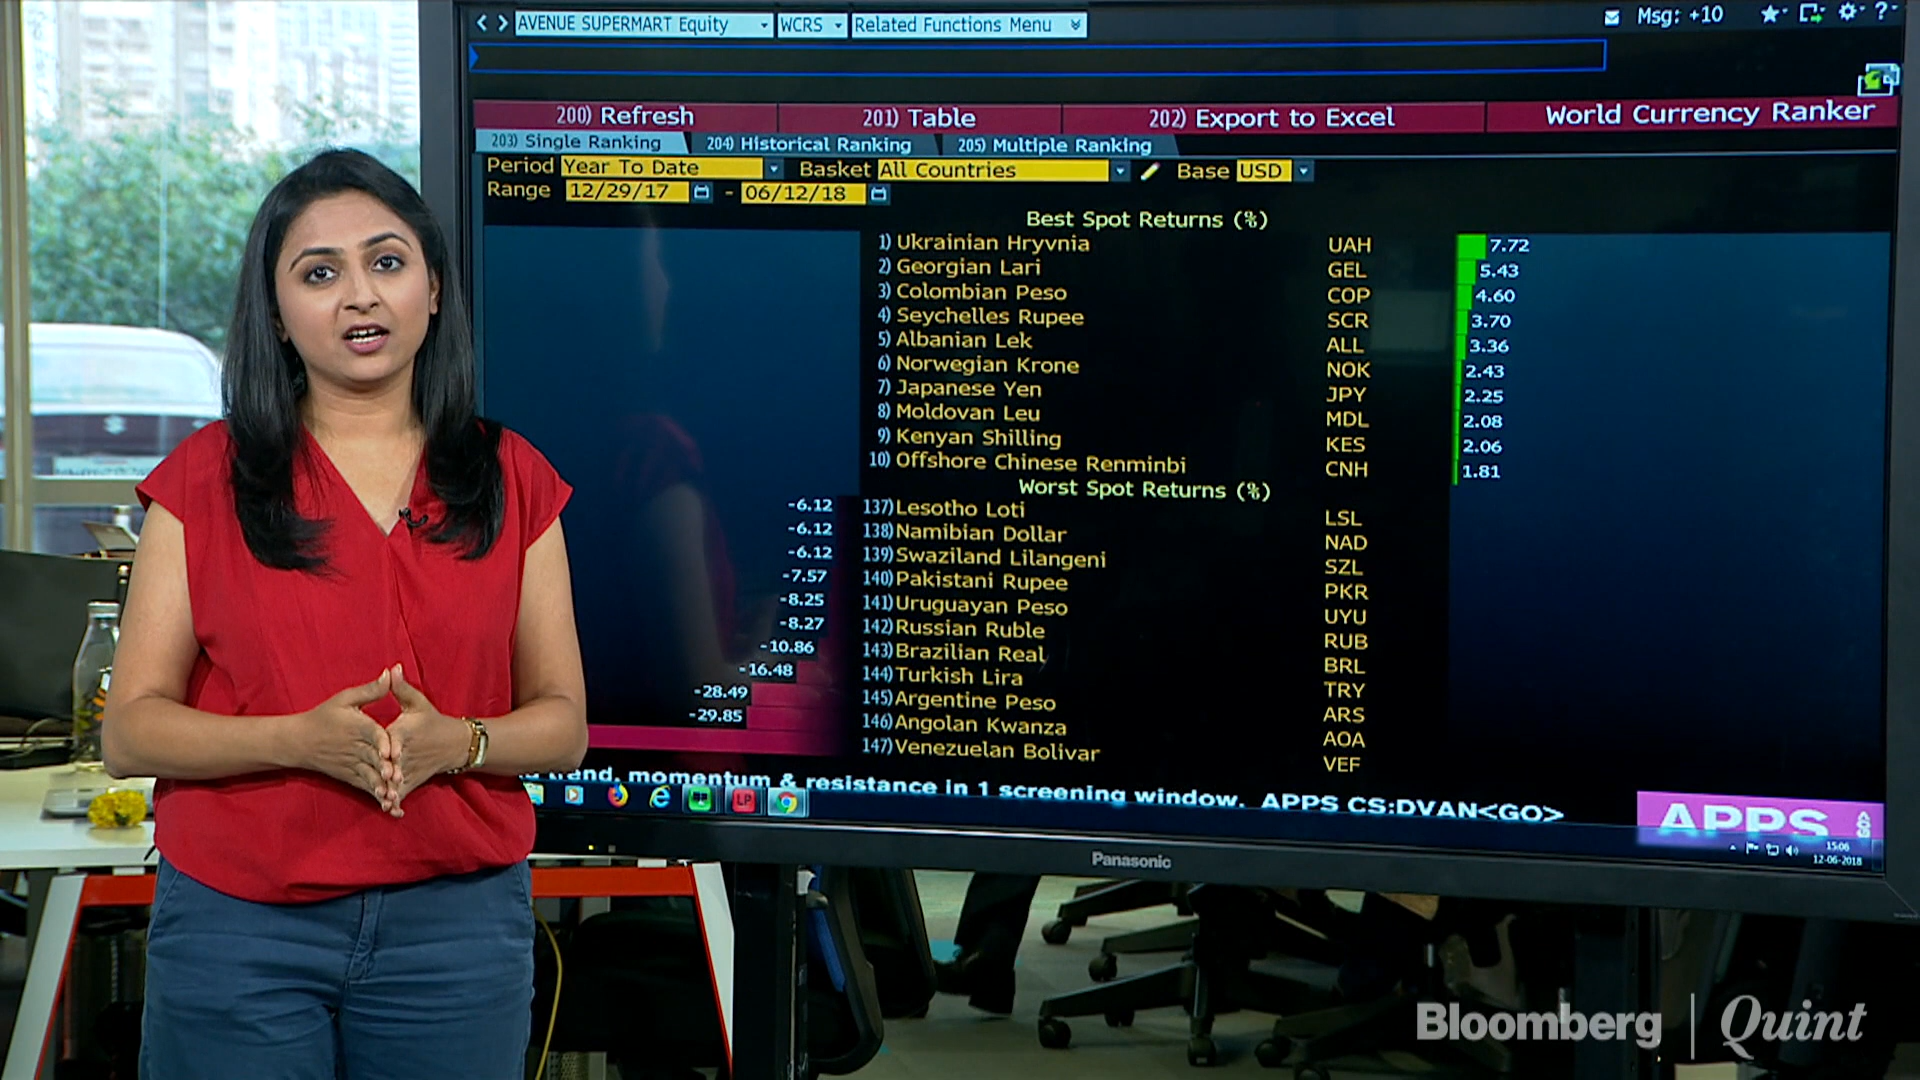 AVENUE SUPERMART Equity WCRS Related Functions Menu Msg: +10 ?
200) Refresh 201) Table 202) Export to Excel World Currency Ranker
203) Single Ranking 204) Historical Ranking 205) Multiple Ranking
Period Year To Date Basket All Countries Base USD
Range 12/29/17 - 06/12/18
Best Spot Returns (%)
1) Ukrainian Hryvnia UAH 7.72
2) Georgian Lari GEL 5.43
3) Colombian Peso COP 4.60
4) Seychelles Rupee SCR 3.70
5) Albanian Lek ALL 3.36
6) Norwegian Krone NOK 2.43
7) Japanese Yen JPY 2.25
8) Moldovan Leu MDL 2.08
9) Kenyan Shilling KES 2.06
10) Offshore Chinese Renminbi CNH 1.81
Worst Spot Returns (%)
-6.12 137) Lesotho Loti LSL
-6.12 138) Namibian Dollar NAD
-6.12 139) Swaziland Lilangeni SZL
-7.57 140) Pakistani Rupee PKR
-8.25 141) Uruguayan Peso UYU
-8.27 142) Russian Ruble RUB
-10.86 143) Brazilian Real BRL
-16.48 144) Turkish Lira TRY
-28.49 145) Argentine Peso ARS
-29.85 146) Angolan Kwanza AOA
147) Venezuelan Bolivar VEF
trend, momentum & resistance in 1 screening window. APPS CS:DVAN<GO>
APPS
LP
15:06
12-06-2018
Panasonic
Bloomberg | Quint